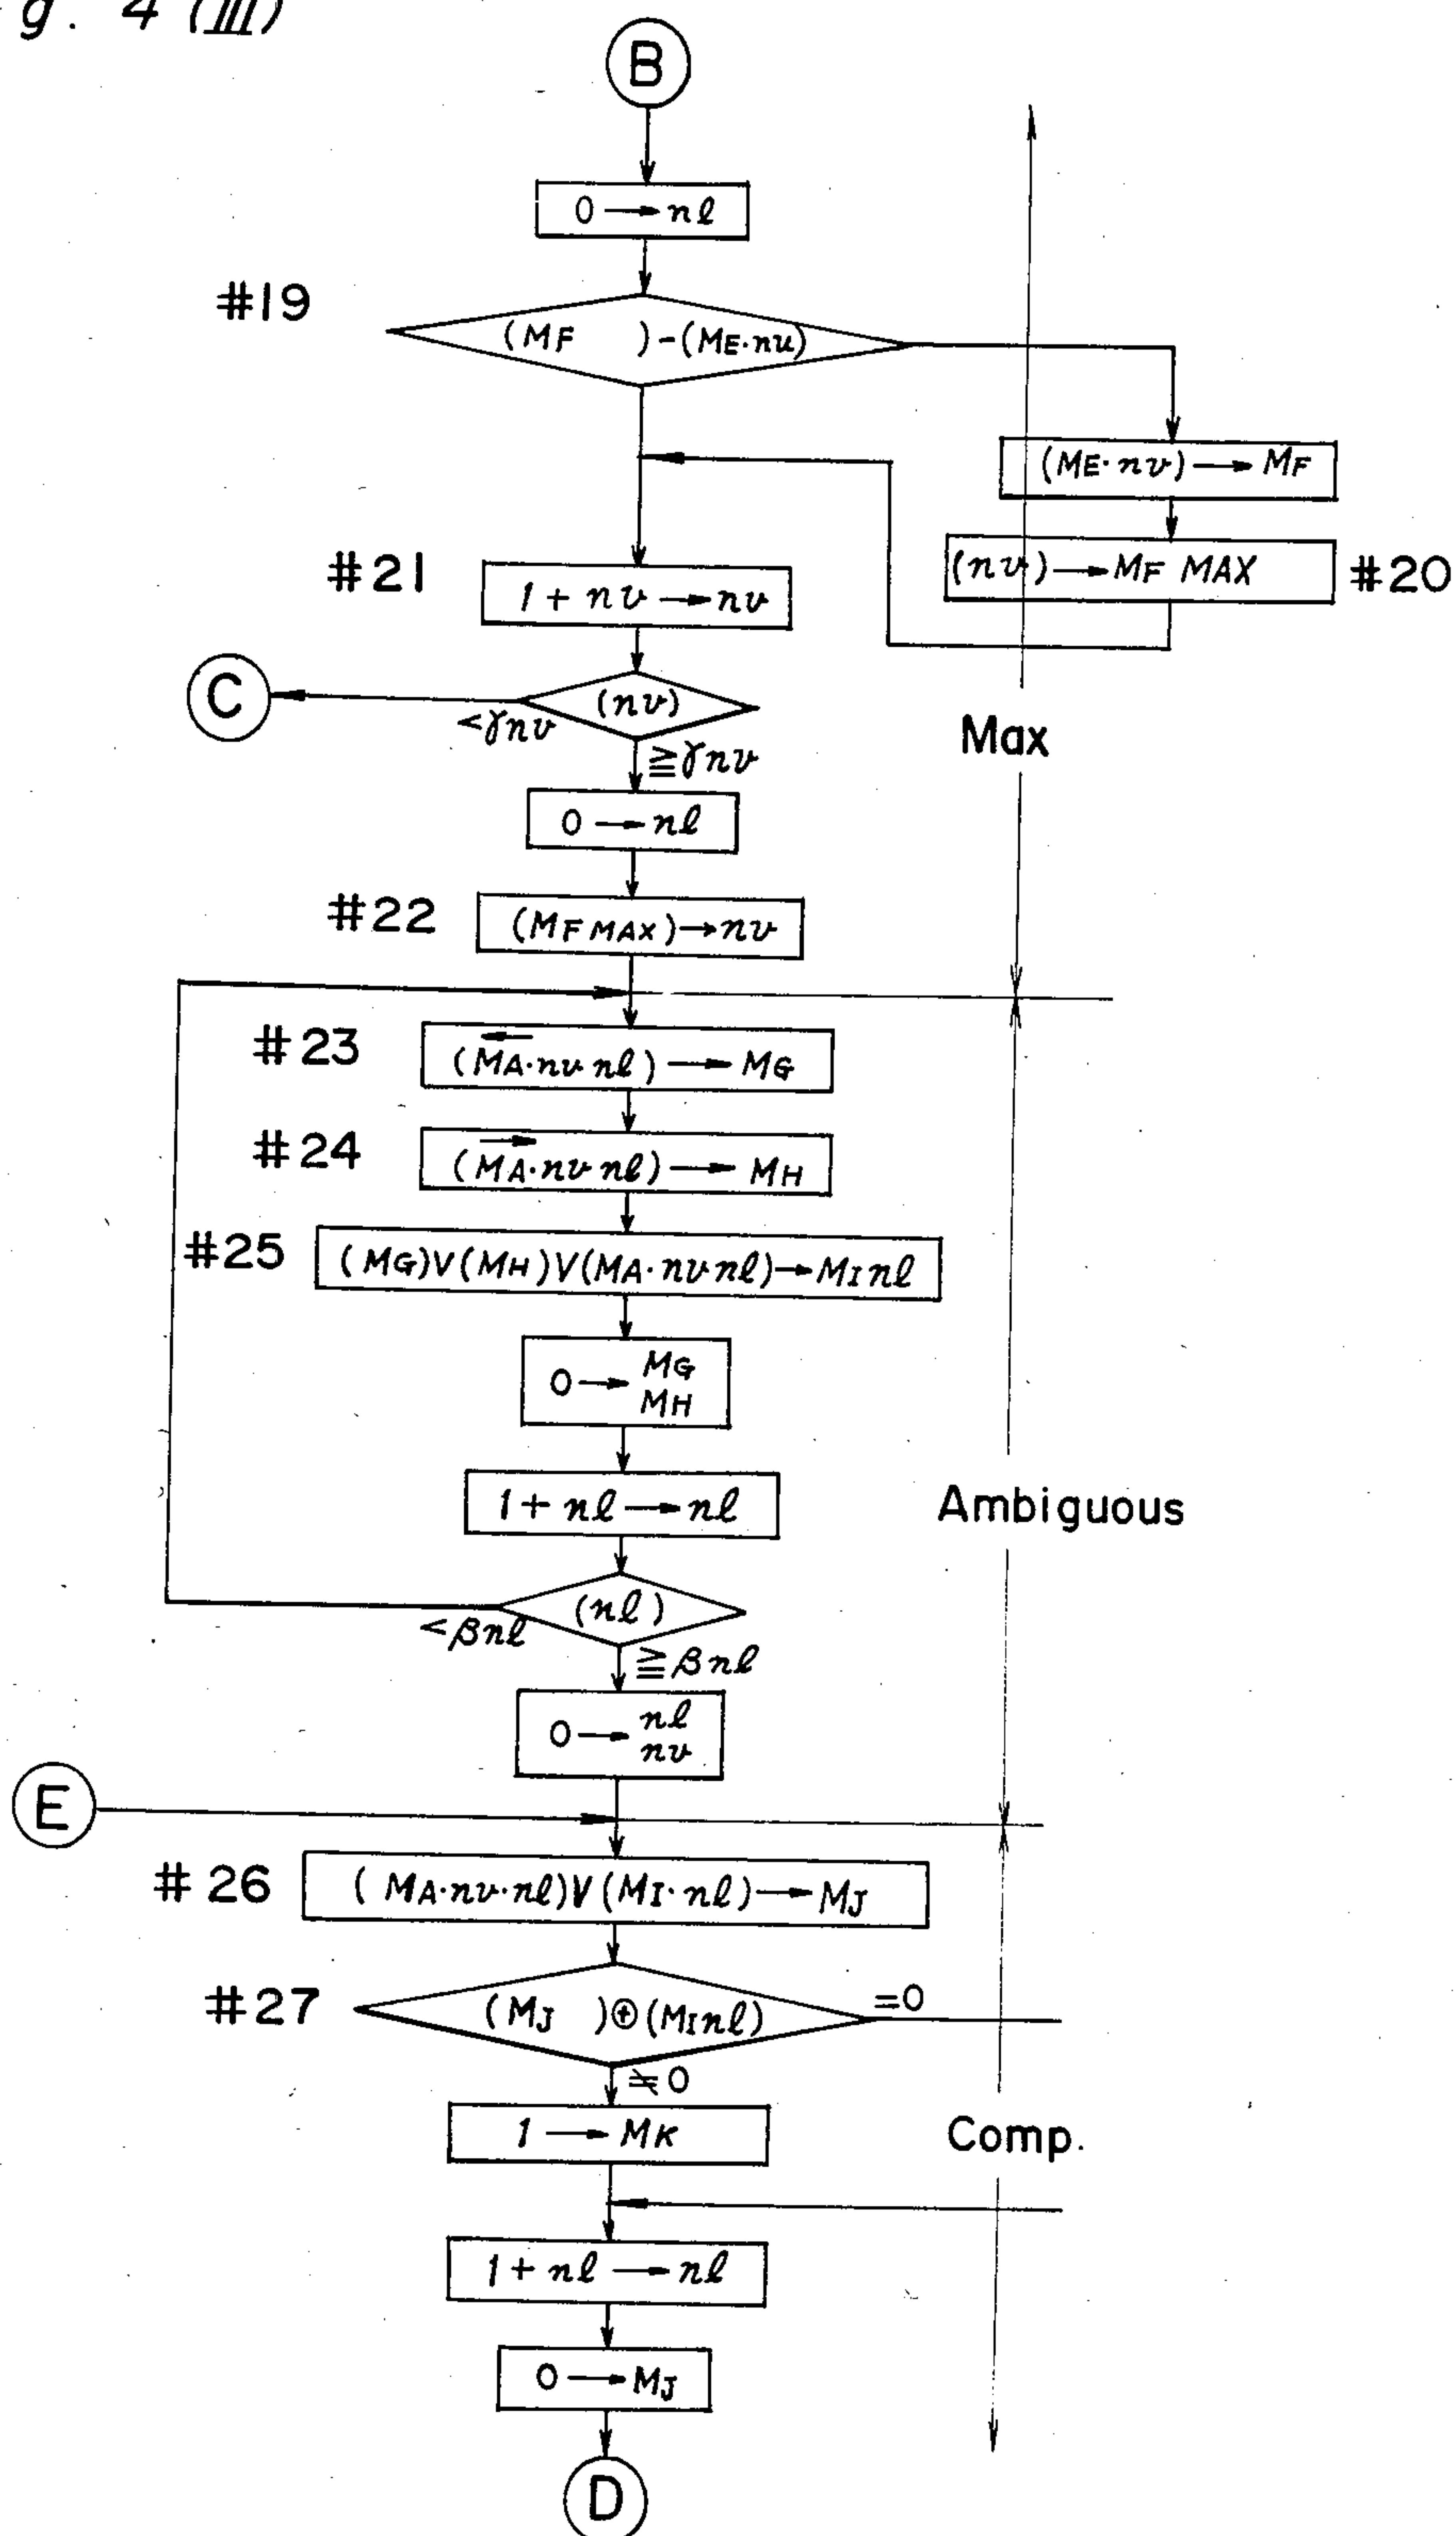 g. 4 (III)
B
0 → nl
#19
(MF )-(ME·nu)
(ME·nv) → MF
(nv) → MF MAX
#20
#21
1 + nv → nv
C
(nv)
<γnv
≧γnv
Max
0 → nl
#22
(MF MAX) → nv
#23
(MA·nv nl) → MG
#24
(MA·nv nl) → MH
#25
(MG)V(MH)V(MA·nv nl) → MI nl
0 → MG
MH
1 + nl → nl
Ambiguous
(nl)
<βnl
≧βnl
0 → nl
nv
E
#26
(MA·nv·nl)V(MI·nl) → MJ
#27
(MJ )⊕(MI nl)
=0
≠0
1 → MK
Comp.
1 + nl → nl
0 → MJ
D